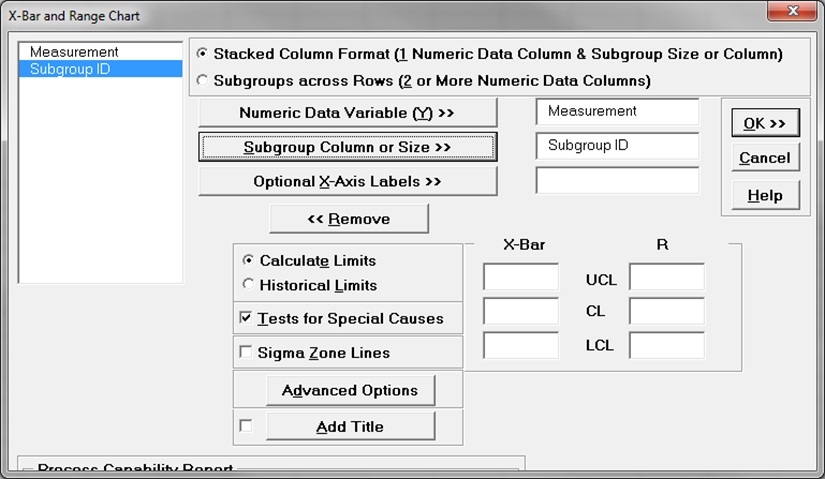 X-Bar and Range Chart
Measurement
Subgroup ID
Stacked Column Format (1 Numeric Data Column & Subgroup Size or Column)
Subgroups across Rows (2 or More Numeric Data Columns)
Numeric Data Variable (Y) >>
Measurement
OK >>
Subgroup Column or Size >>
Subgroup ID
Cancel
Optional X-Axis Labels >>
Help
<< Remove
X-Bar
R
Calculate Limits
Historical Limits
UCL
Tests for Special Causes
CL
Sigma Zone Lines
LCL
Advanced Options
Add Title
Process Capability Report